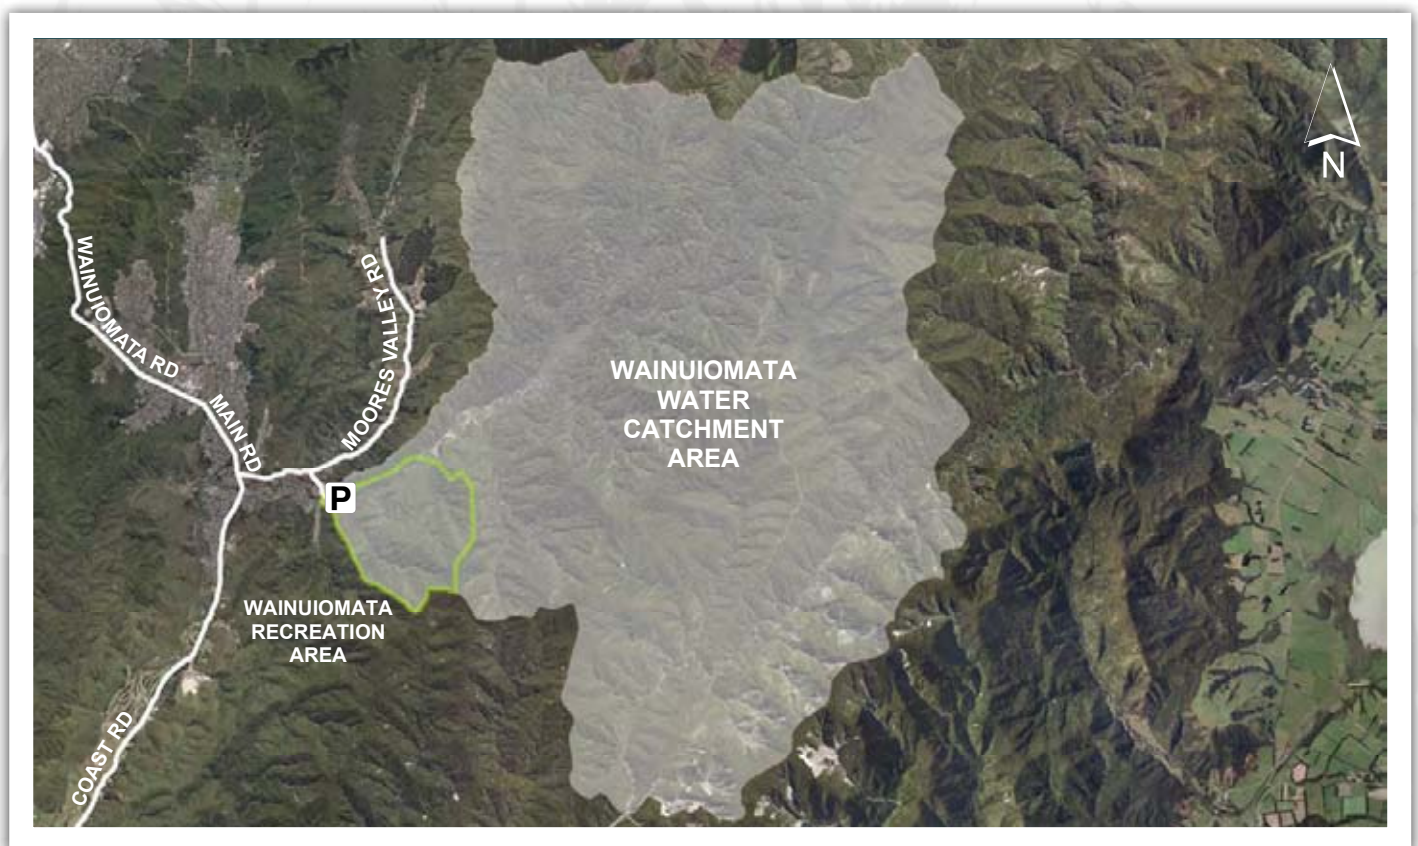 N
WAINUIOMATA RD
MAIN RD
MOORES VALLEY RD
WAINUIOMATA
WATER
CATCHMENT
AREA
P
WAINUIOMATA
RECREATION
AREA
COAST RD